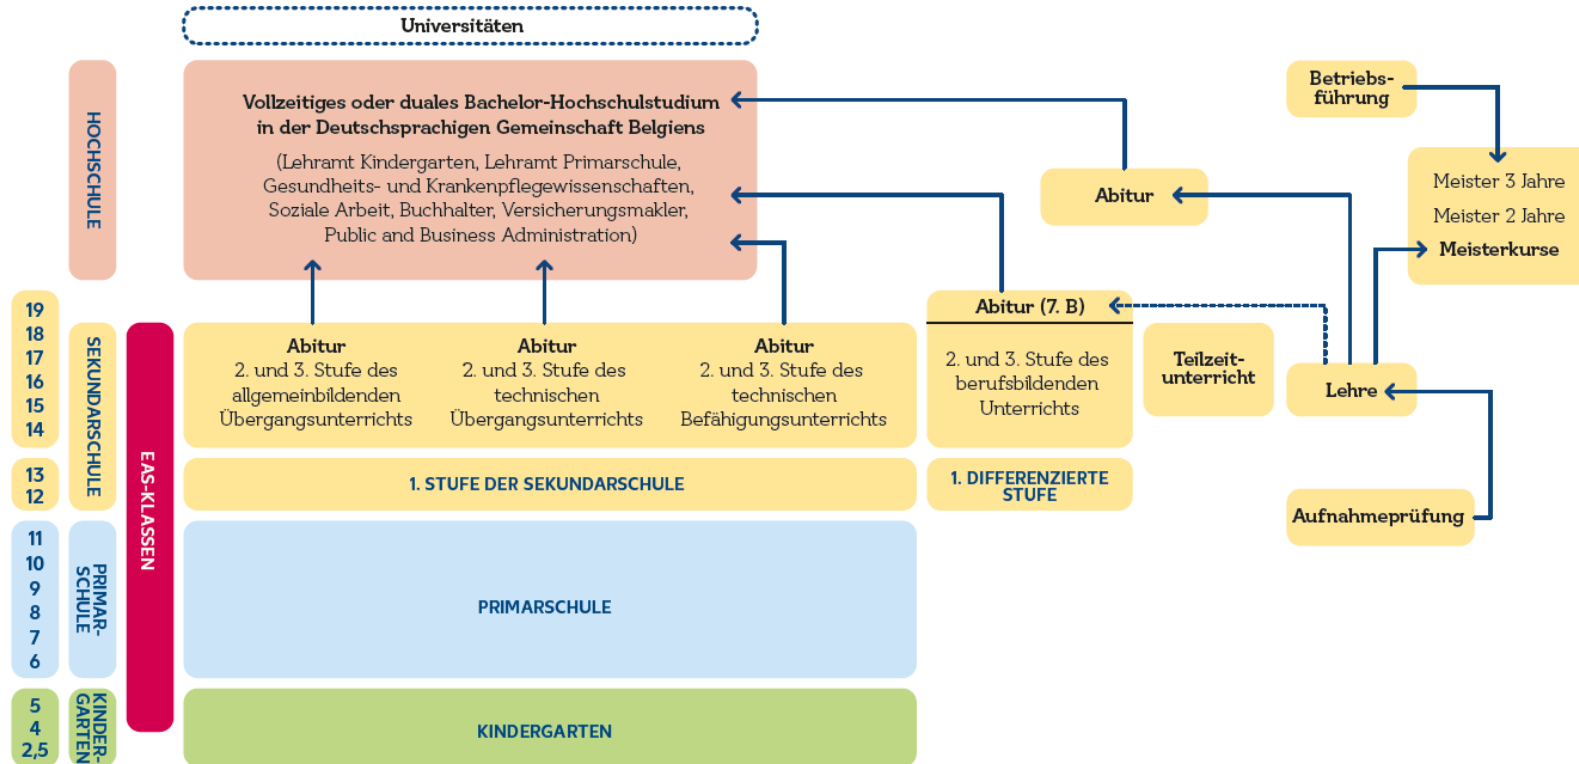 Universitäten
HOCHSCHULE
Vollzeitiges oder duales Bachelor-Hochschulstudium
in der Deutschsprachigen Gemeinschaft Belgiens
(Lehramt Kindergarten, Lehramt Primarschule,
Gesundheits- und Krankenpflegewissenschaften,
Soziale Arbeit, Buchhalter, Versicherungsmakler,
Public and Business Administration)
Abitur
Betriebs-
führung
Meister 3 Jahre
Meister 2 Jahre
Meisterkurse
19
18
17
16
15
14
13
12
SEKUNDARSCHULE
EAS-KLASSEN
Abitur
2. und 3. Stufe des
allgemeinbildenden
Übergangsunterrichts
Abitur
2. und 3. Stufe des
technischen
Übergangsunterrichts
Abitur
2. und 3. Stufe des
technischen
Befähigungsunterrichts
Abitur (7. B)
2. und 3. Stufe des
berufsbildenden
Unterrichts
Teilzeit-
unterricht
Lehre
1. STUFE DER SEKUNDARSCHULE
1. DIFFERENZIERTE
STUFE
Aufnahmeprüfung
11
10
9
8
7
6
PRIMAR-
SCHULE
PRIMARSCHULE
5
4
2,5
KINDER-
GARTEN
KINDERGARTEN